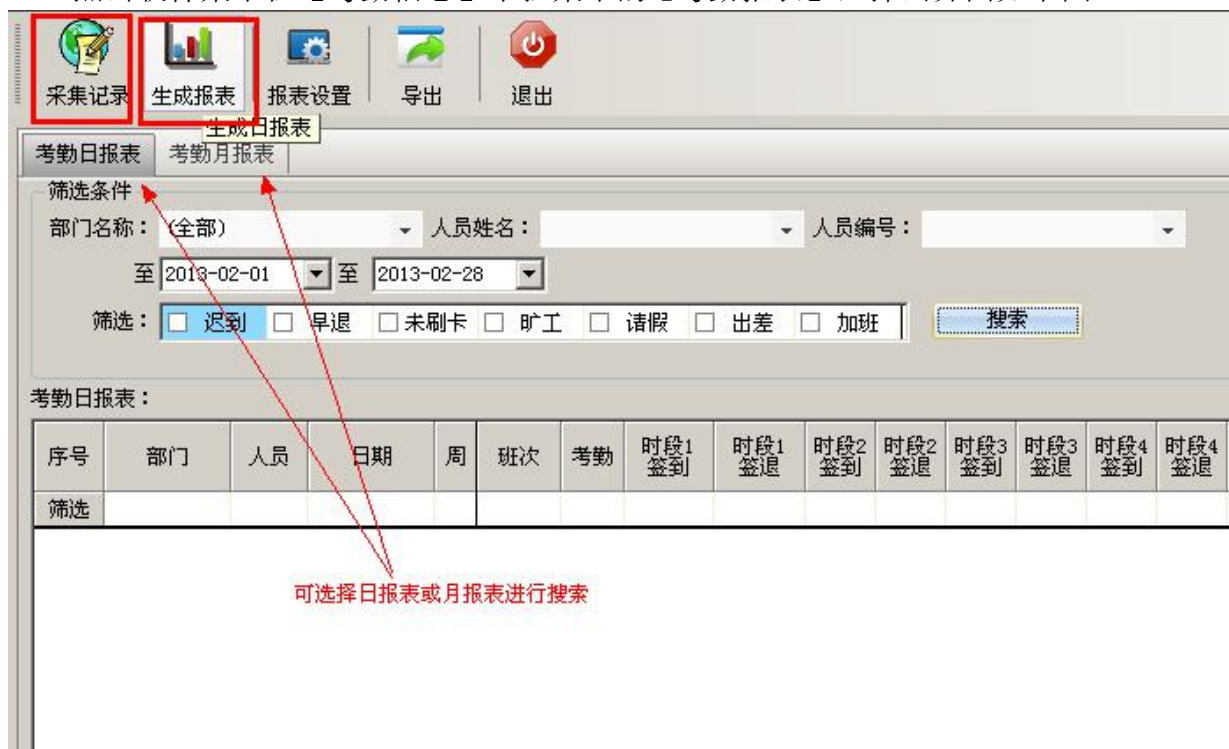 采集记录 生成报表 报表设置 导出 退出
生成日报表
考勤日报表 考勤月报表
筛选条件
部门名称： (全部) 人员姓名： 人员编号：
至 2013-02-01 至 2013-02-28
筛选： 迟到 早退 未刷卡 旷工 请假 出差 加班 搜索
考勤日报表：
序号 部门 人员 日期 周 班次 考勤 时段1签到 时段1签退 时段2签到 时段2签退 时段3签到 时段3签退 时段4签到 时段4签退
筛选
可选择日报表或月报表进行搜索